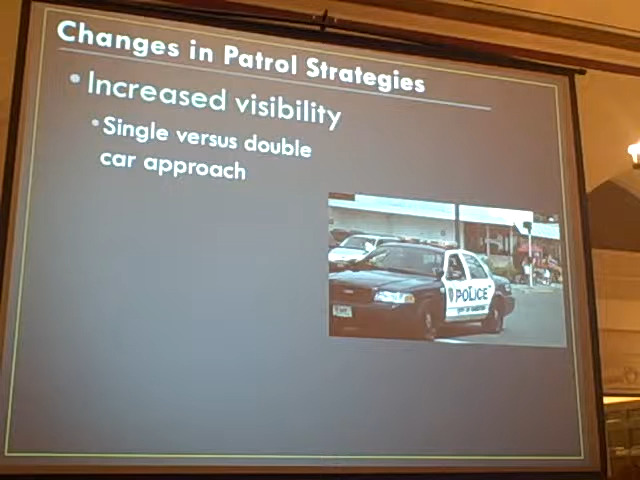 Changes in Patrol Strategies
• Increased visibility
• Single versus double
car approach
POLICE